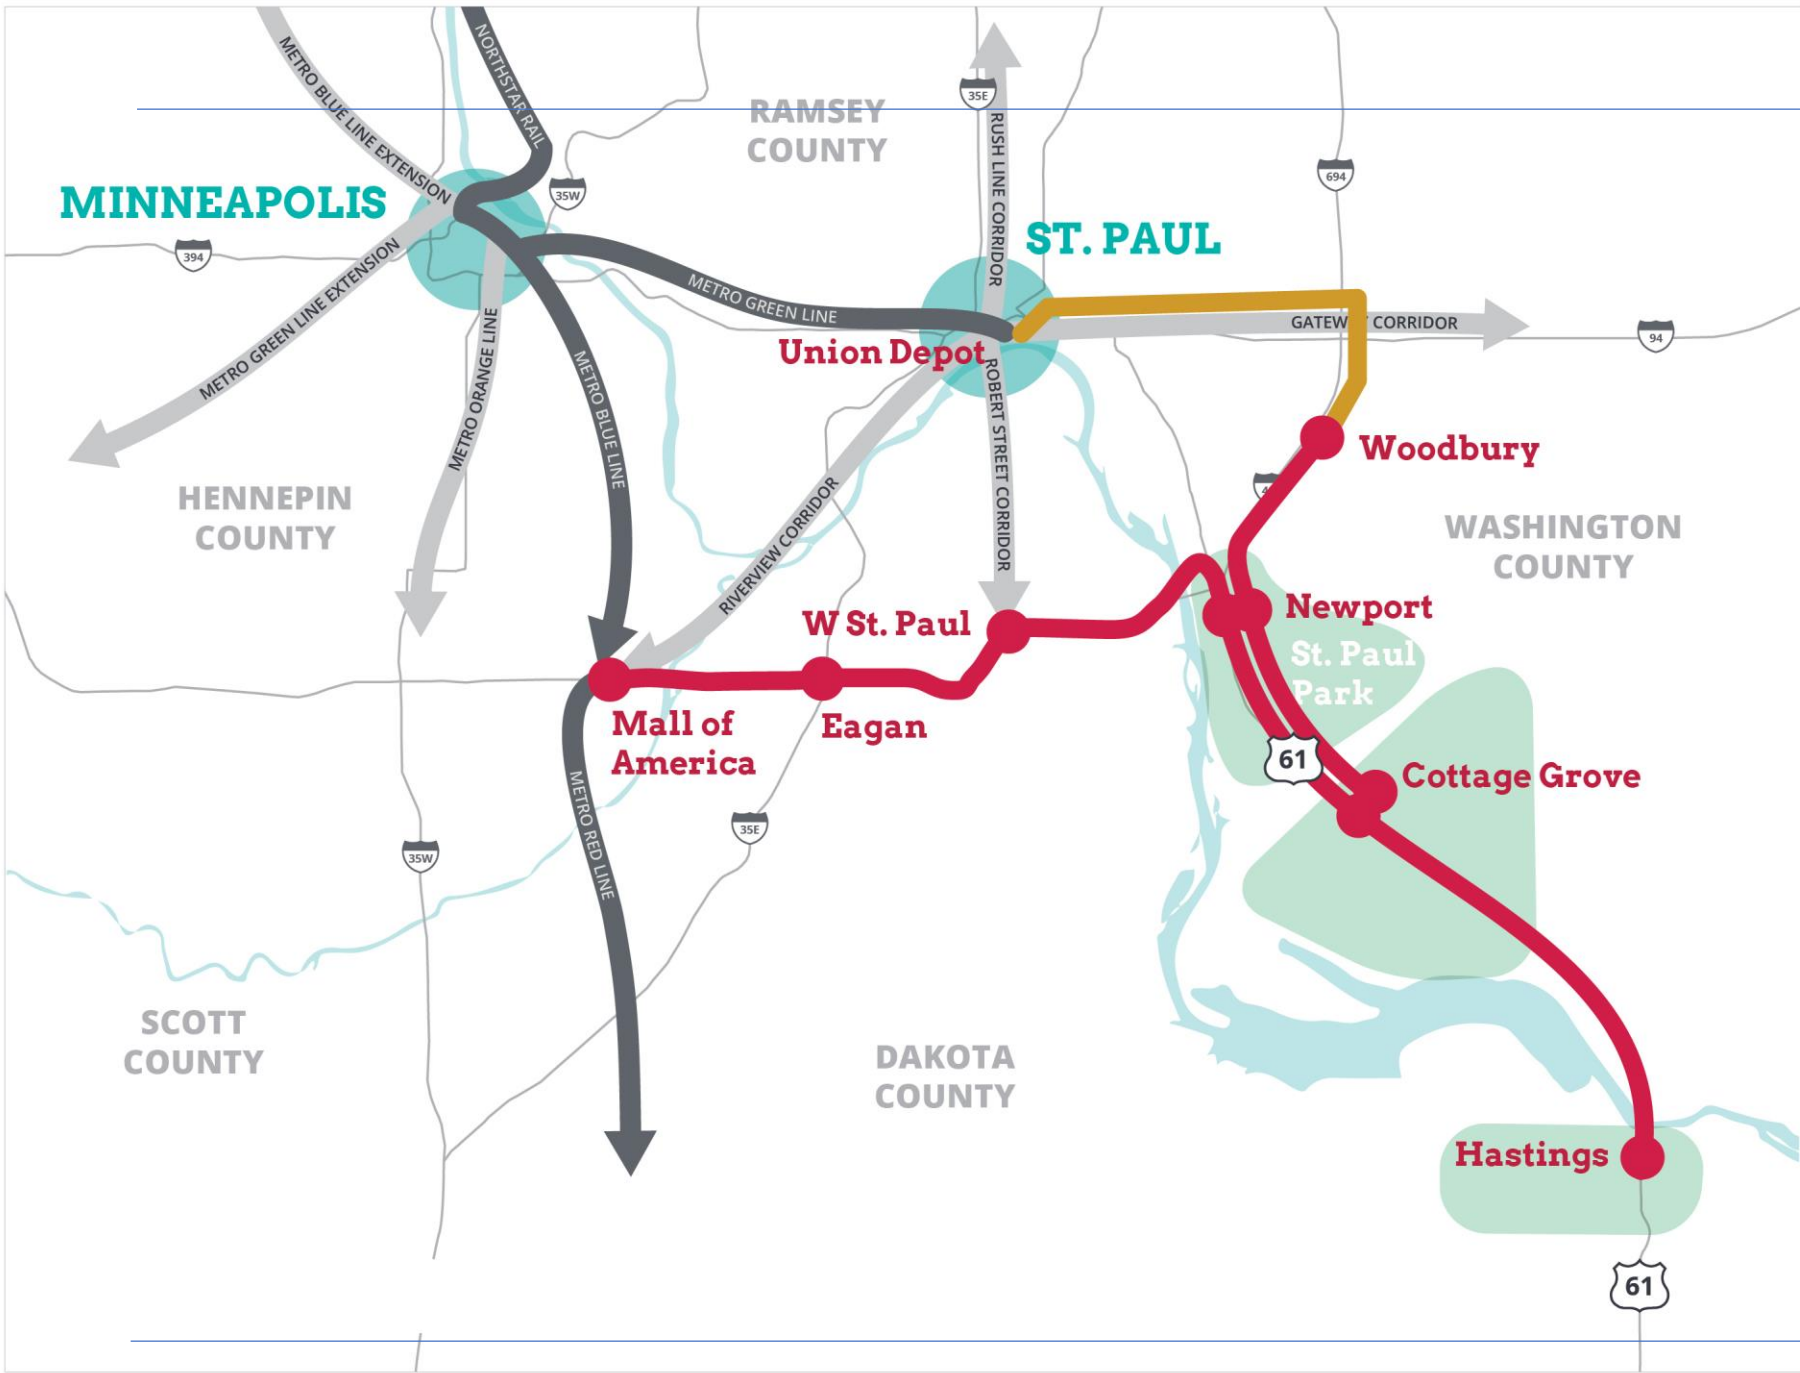 NORTHSTAR RAIL
METRO BLUE LINE EXTENSION
35E
RAMSEY
COUNTY
RUSH LINE CORRIDOR
694
35W
MINNEAPOLIS
ST. PAUL
394
METRO GREEN LINE EXTENSION
METRO GREEN LINE
METRO ORANGE LINE
METRO BLUE LINE
Union Depot
CORRIDOR
94
ROBERT STREET CORRIDOR
Woodbury
HENNEPIN
COUNTY
RIVERVIEW CORRIDOR
WASHINGTON
COUNTY
Newport
W St. Paul
St. Paul
Park
Mall of
America
Eagan
61
Cottage Grove
METRO RED LINE
35E
35W
SCOTT
COUNTY
DAKOTA
COUNTY
Hastings
61